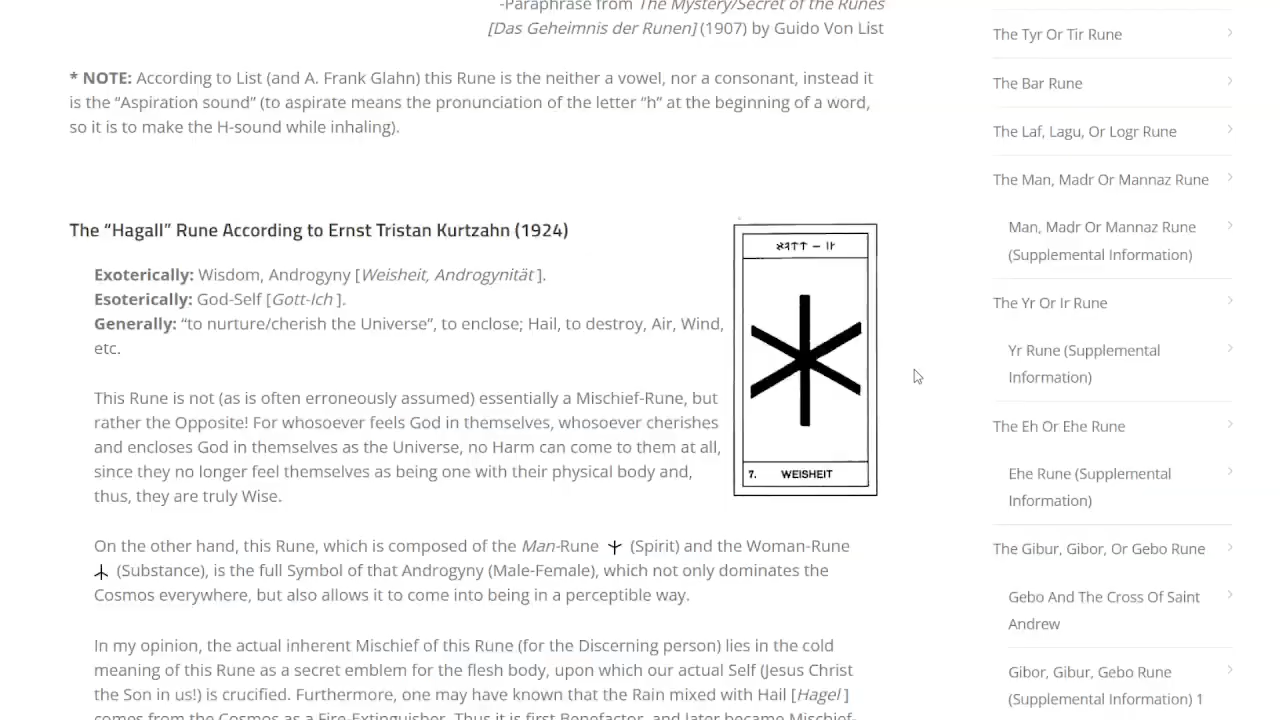 -Paraphrase from The Mystery/Secret of the Runes
[Das Geheimnis der Runen] (1907) by Guido Von List
* NOTE: According to List (and A. Frank Glahn) this Rune is the neither a vowel, nor a consonant, instead it
is the “Aspiration sound” (to aspirate means the pronunciation of the letter “h” at the beginning of a word,
so it is to make the H-sound while inhaling).
The “Hagall” Rune According to Ernst Tristan Kurtzahn (1924)
Exoterically: Wisdom, Androgyny [Weisheit, Androgynität ].
Esoterically: God-Self [Gott-Ich ].
Generally: “to nurture/cherish the Universe“, to enclose; Hail, to destroy, Air, Wind,
etc.
This Rune is not (as is often erroneously assumed) essentially a Mischief-Rune, but
rather the Opposite! For whosoever feels God in themselves, whosoever cherishes
and encloses God in themselves as the Universe, no Harm can come to them at all,
since they no longer feel themselves as being one with their physical body and,
thus, they are truly Wise.
7. WEISHEIT
On the other hand, this Rune, which is composed of the Man-Rune ᛉ (Spirit) and the Woman-Rune
ᛦ (Substance), is the full Symbol of that Androgyny (Male-Female), which not only dominates the
Cosmos everywhere, but also allows it to come into being in a perceptible way.
In my opinion, the actual inherent Mischief of this Rune (for the Discerning person) lies in the cold
meaning of this Rune as a secret emblem for the flesh body, upon which our actual Self (Jesus Christ
the Son in us!) is crucified. Furthermore, one may have known that the Rain mixed with Hail [Hagel ]
comes from the Cosmos as a Fire-Extinguisher. Thus it is first Benefactor, and later became Mischief-
The Tyr Or Tir Rune
The Bar Rune
The Laf, Lagu, Or Logr Rune
The Man, Madr Or Mannaz Rune
Man, Madr Or Mannaz Rune
(Supplemental Information)
The Yr Or Ir Rune
Yr Rune (Supplemental
Information)
The Eh Or Ehe Rune
Ehe Rune (Supplemental
Information)
The Gibur, Gibor, Or Gebo Rune
Gebo And The Cross Of Saint
Andrew
Gibor, Gibur, Gebo Rune
(Supplemental Information) 1